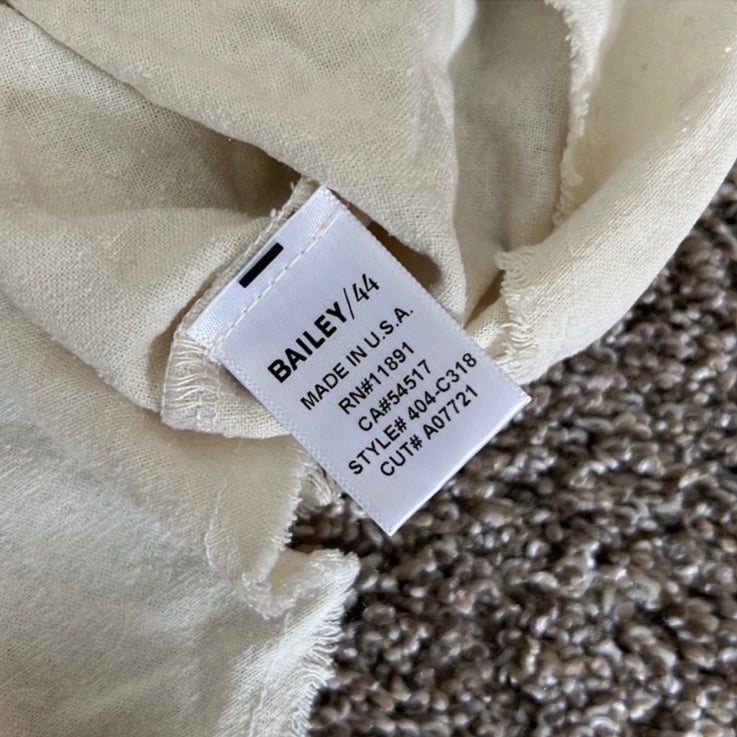 BAILEY/44
MADE IN U.S.A.
RN#11891
CA#54517
STYLE# 404-C318
CUT# A07721